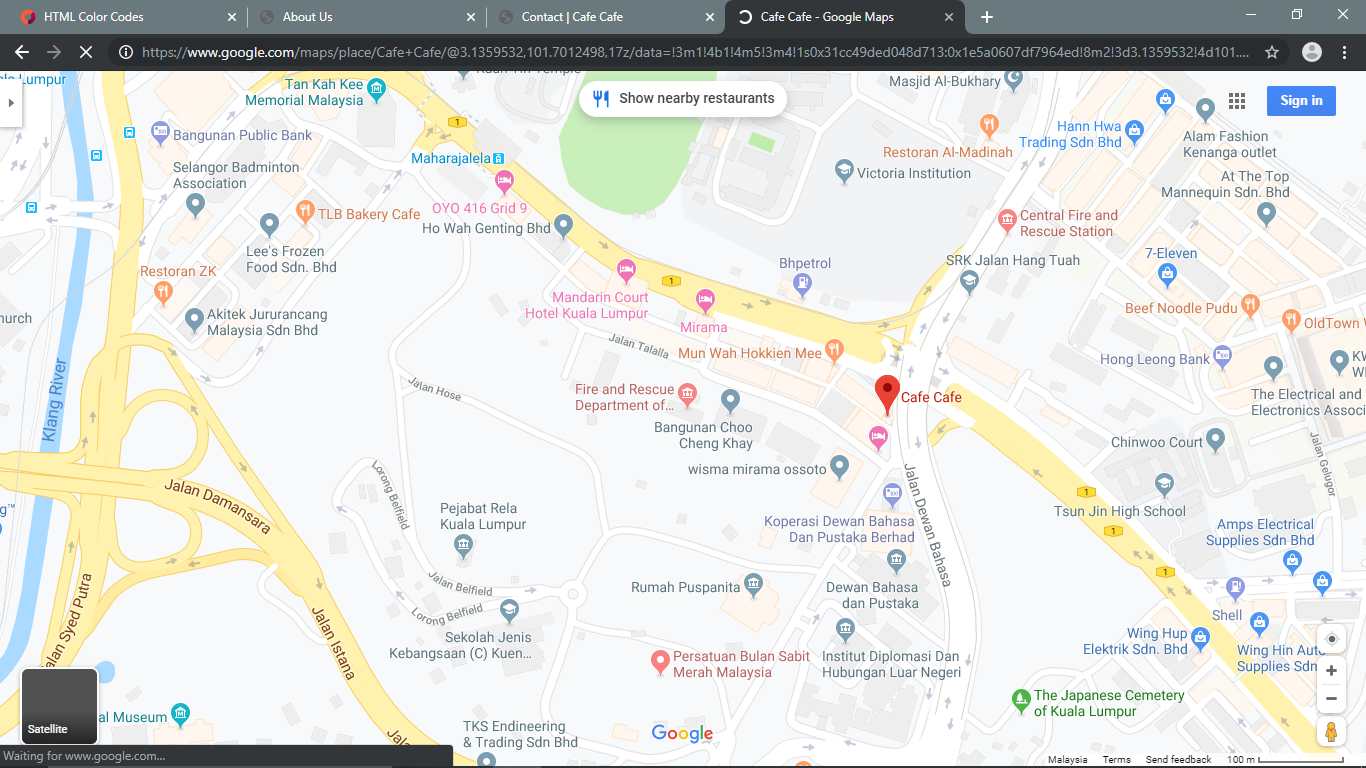 HTML Color Codes
About Us
Contact | Cafe Cafe
Cafe Cafe - Google Maps
https://www.google.com/maps/place/Cafe+Cafe/@3.1359532,101.7012498,17z/data=!3m1!4b1!4m5!3m4!1s0x31cc49ded048d713:0x1e5a0607df7964ed!8m2!3d3.1359532!4d101....
Lumpur
Tan Kah Kee
Memorial Malaysia
Show nearby restaurants
Masjid Al-Bukhary
Sign in
Hann Hwa
Trading Sdn Bhd
Alam Fashion
Kenanga outlet
Bangunan Public Bank
1
Maharajalela
Restoran Al-Madinah
Victoria Institution
Selangor Badminton
Association
At The Top
Mannequin Sdn. Bhd
OYO 416 Grid 9
TLB Bakery Cafe
Ho Wah Genting Bhd
Central Fire and
Rescue Station
Lee's Frozen
Food Sdn. Bhd
SRK Jalan Hang Tuah
7-Eleven
Bhpetrol
Restoran ZK
1
Mandarin Court
Hotel Kuala Lumpur
Mirama
Beef Noodle Pudu
OldTown W
Akitek Jururancang
Malaysia Sdn Bhd
hurch
Jalan Talalla
Mun Wah Hokkien Mee
Hong Leong Bank
KW
Klang River
Jalan Hose
Fire and Rescue
Department of...
Cafe Cafe
The Electrical and
Electronics Associ
Bangunan Choo
Cheng Khay
Chinwoo Court
Jalan Gelugor
wisma mirama ossoto
Lorong Belfield
Jalan Dewan Bahasa
Jalan Damansara
1
Tsun Jin High School
Pejabat Rela
Kuala Lumpur
Koperasi Dewan Bahasa
Dan Pustaka Berhad
1
Amps Electrical
Supplies Sdn Bhd
1
Jalan Syed Putra
Jalan Belfield
Rumah Puspanita
Dewan Bahasa
dan Pustaka
Lorong Belfield
Jalan Istana
Shell
Sekolah Jenis
Kebangsaan (C) Kuen...
Persatuan Bulan Sabit
Merah Malaysia
Institut Diplomasi Dan
Hubungan Luar Negeri
Wing Hup
Elektrik Sdn. Bhd
Wing Hin Auto
Supplies Sdn
The Japanese Cemetery
of Kuala Lumpur
al Museum
Satellite
TKS Endineering
& Trading Sdn Bhd
Google
Waiting for www.google.com...
Malaysia
Terms
Send feedback
100 m